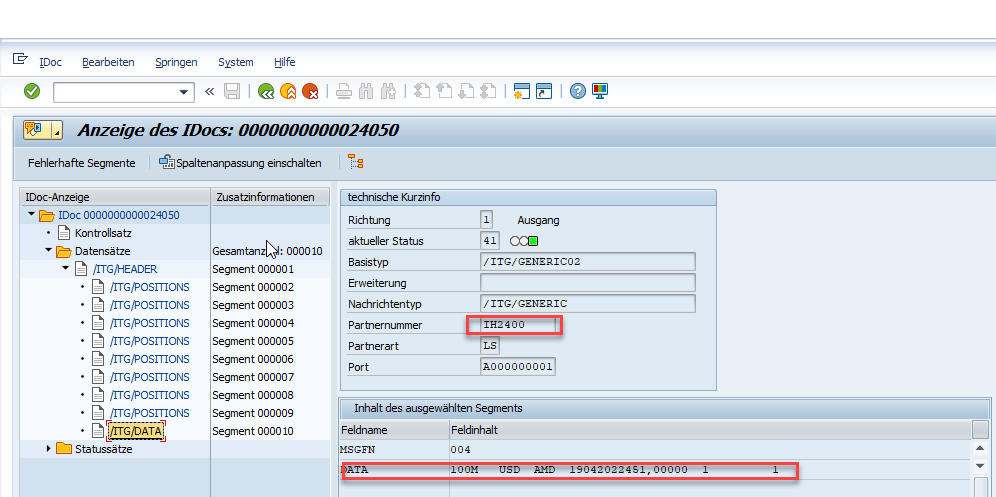 IDoc Bearbeiten Springen System Hilfe
Anzeige des IDocs: 0000000000024050
Fehlerhafte Segmente Spaltenanpassung einschalten
IDoc-Anzeige Zusatzinformationen
IDoc 0000000000024050
Kontrollsatz
Datensätze Gesamtanzahl: 000010
/ITG/HEADER Segment 000001
/ITG/POSITIONS Segment 000002
/ITG/POSITIONS Segment 000003
/ITG/POSITIONS Segment 000004
/ITG/POSITIONS Segment 000005
/ITG/POSITIONS Segment 000006
/ITG/POSITIONS Segment 000007
/ITG/POSITIONS Segment 000008
/ITG/POSITIONS Segment 000009
/ITG/DATA Segment 000010
Statussätze
technische Kurzinfo
Richtung 1 Ausgang
aktueller Status 41
Basistyp /ITG/GENERIC02
Erweiterung
Nachrichtentyp /ITG/GENERIC
Partnernummer IH2400
Partnerart LS
Port A000000001
Inhalt des ausgewählten Segments
Feldname Feldinhalt
MSGFN 004
DATA 100M USD AMD 19042022451,00000 1 1